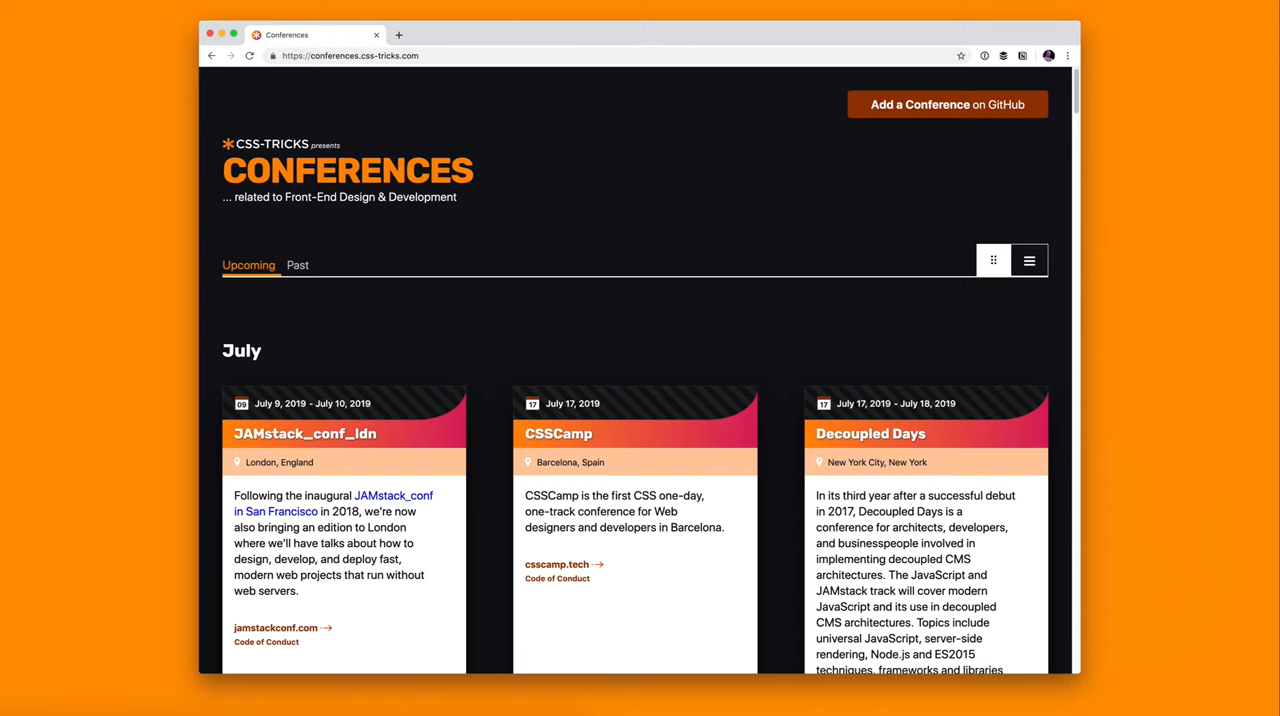 Conferences
https://conferences.css-tricks.com
Add a Conference on GitHub
CSS-TRICKS presents
CONFERENCES
... related to Front-End Design & Development
Upcoming Past
July
09 July 9, 2019 - July 10, 2019
JAMstack_conf_ldn
London, England
Following the inaugural JAMstack_conf
in San Francisco in 2018, we're now
also bringing an edition to London
where we'll have talks about how to
design, develop, and deploy fast,
modern web projects that run without
web servers.
jamstackconf.com
Code of Conduct
17 July 17, 2019
CSSCamp
Barcelona, Spain
CSSCamp is the first CSS one-day,
one-track conference for Web
designers and developers in Barcelona.
csscamp.tech
Code of Conduct
17 July 17, 2019 - July 18, 2019
Decoupled Days
New York City, New York
In its third year after a successful debut
in 2017, Decoupled Days is a
conference for architects, developers,
and businesspeople involved in
implementing decoupled CMS
architectures. The JavaScript and
JAMstack track will cover modern
JavaScript and its use in decoupled
CMS architectures. Topics include
universal JavaScript, server-side
rendering, Node.js and ES2015
techniques, frameworks and libraries